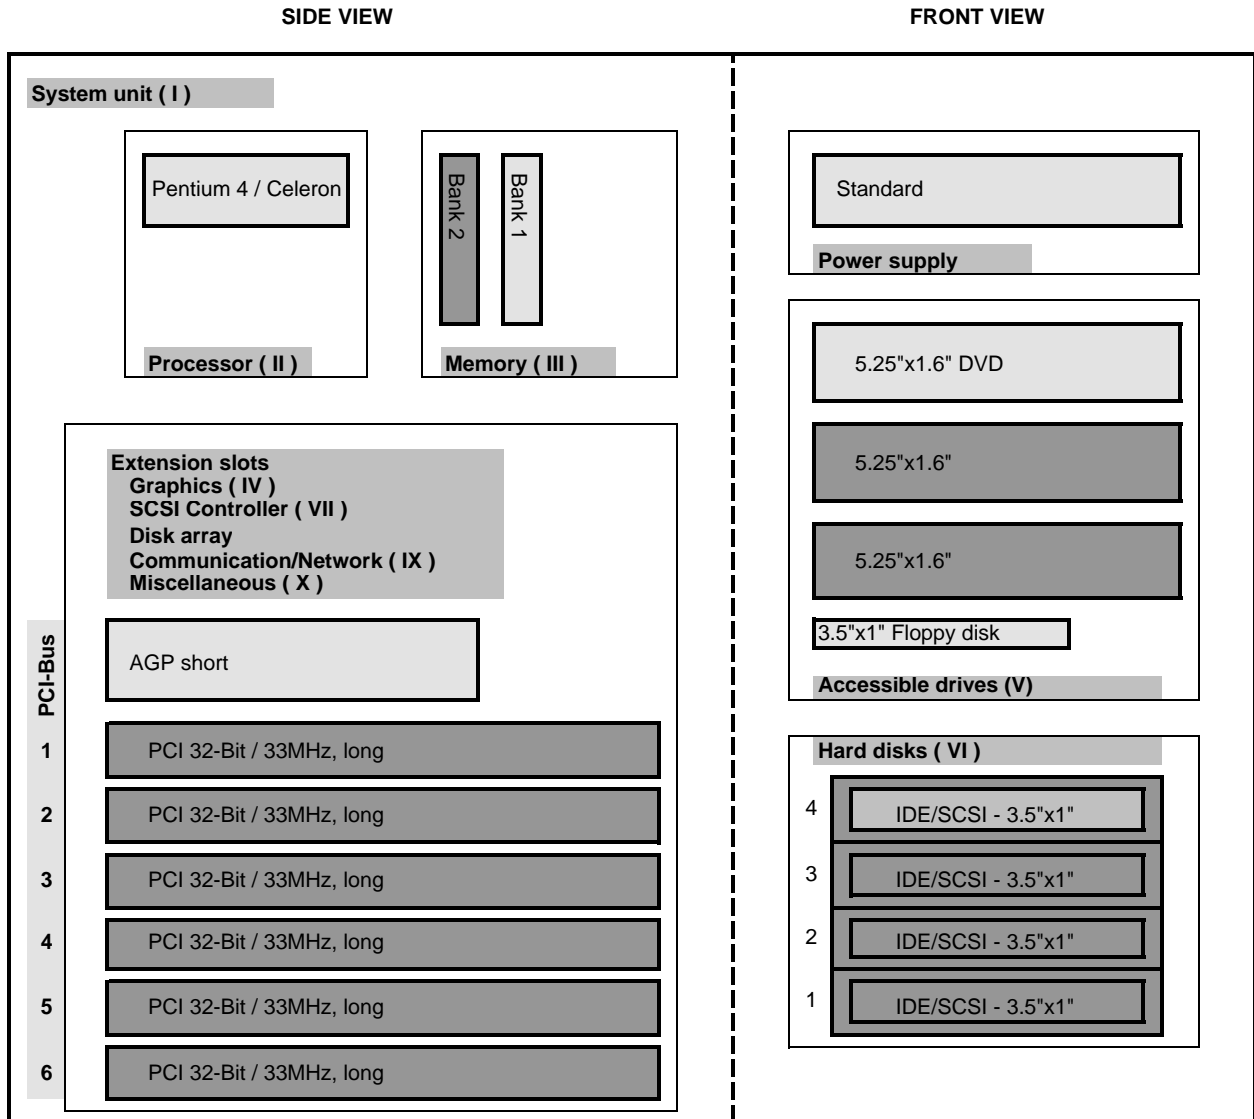 SIDE VIEW
FRONT VIEW
System unit ( I )
Pentium 4 / Celeron
Processor ( II )
Bank 2
Bank 1
Memory ( III )
Extension slots
Graphics ( IV )
SCSI Controller ( VII )
Disk array
Communication/Network ( IX )
Miscellaneous ( X )
PCI-Bus
AGP short
1 PCI 32-Bit / 33MHz, long
2 PCI 32-Bit / 33MHz, long
3 PCI 32-Bit / 33MHz, long
4 PCI 32-Bit / 33MHz, long
5 PCI 32-Bit / 33MHz, long
6 PCI 32-Bit / 33MHz, long
Standard
Power supply
5.25"x1.6" DVD
5.25"x1.6"
5.25"x1.6"
3.5"x1" Floppy disk
Accessible drives (V)
Hard disks ( VI )
4 IDE/SCSI - 3.5"x1"
3 IDE/SCSI - 3.5"x1"
2 IDE/SCSI - 3.5"x1"
1 IDE/SCSI - 3.5"x1"